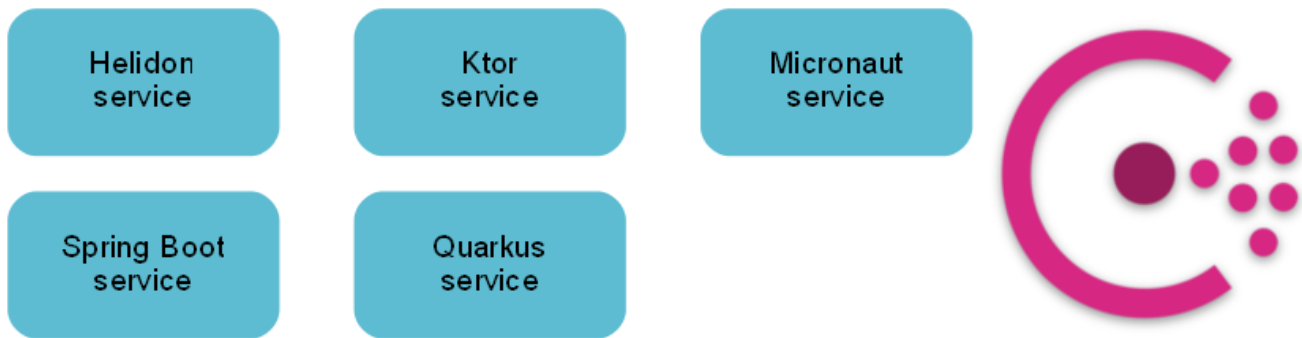 Helidon
service
Ktor
service
Micronaut
service
Spring Boot
service
Quarkus
service